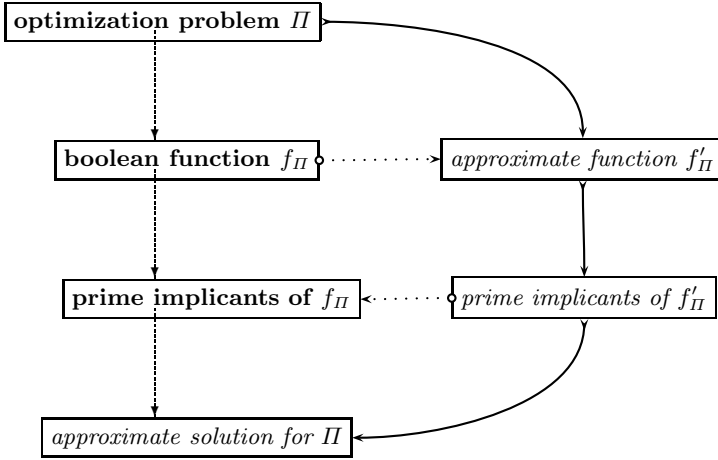 optimization problem Π
boolean function f_Π
approximate function f′_Π
prime implicants of f_Π
prime implicants of f′_Π
approximate solution for Π